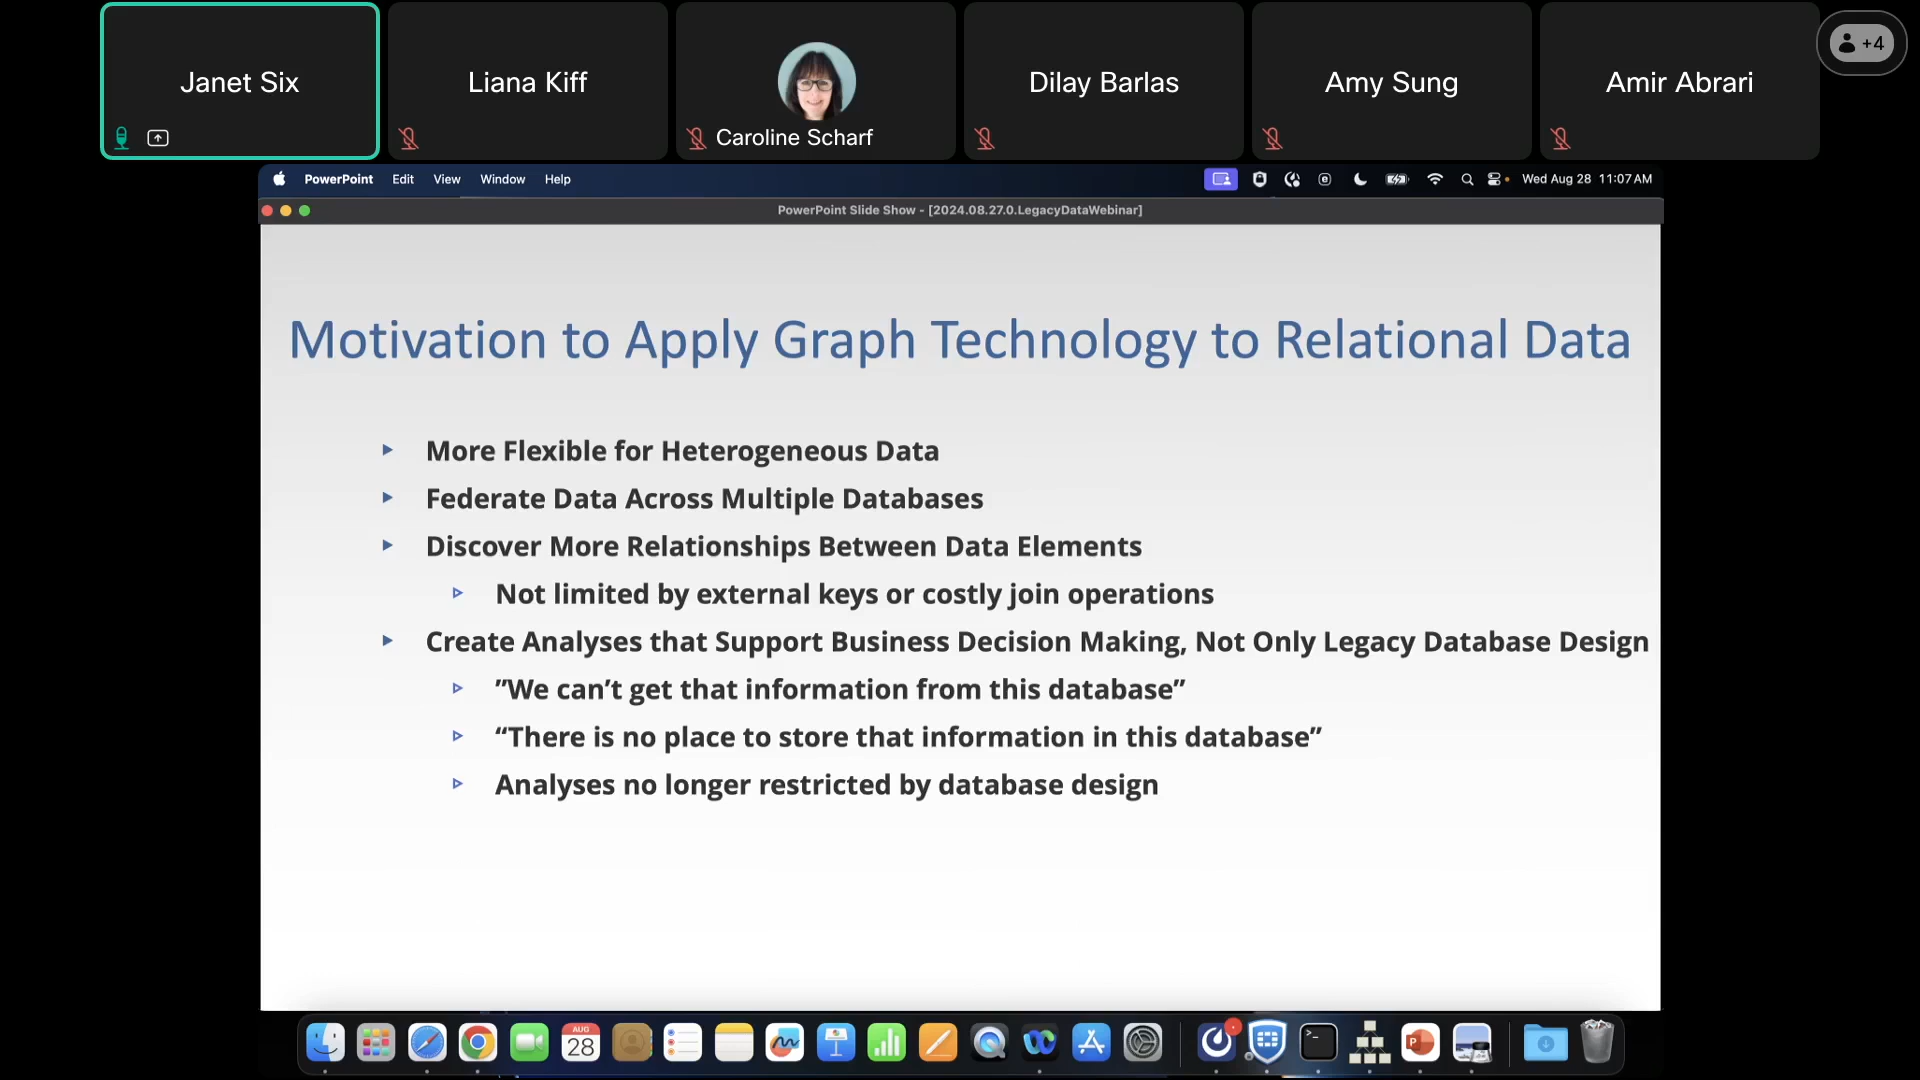 Janet Six
Liana Kiff
Caroline Scharf
Dilay Barlas
Amy Sung
Amir Abrari
+4
PowerPoint Edit View Window Help
Wed Aug 28 11:07 AM
PowerPoint Slide Show - [2024.08.27.0.LegacyDataWebinar]
Motivation to Apply Graph Technology to Relational Data
More Flexible for Heterogeneous Data
Federate Data Across Multiple Databases
Discover More Relationships Between Data Elements
Not limited by external keys or costly join operations
Create Analyses that Support Business Decision Making, Not Only Legacy Database Design
”We can’t get that information from this database”
“There is no place to store that information in this database”
Analyses no longer restricted by database design
AUG
28